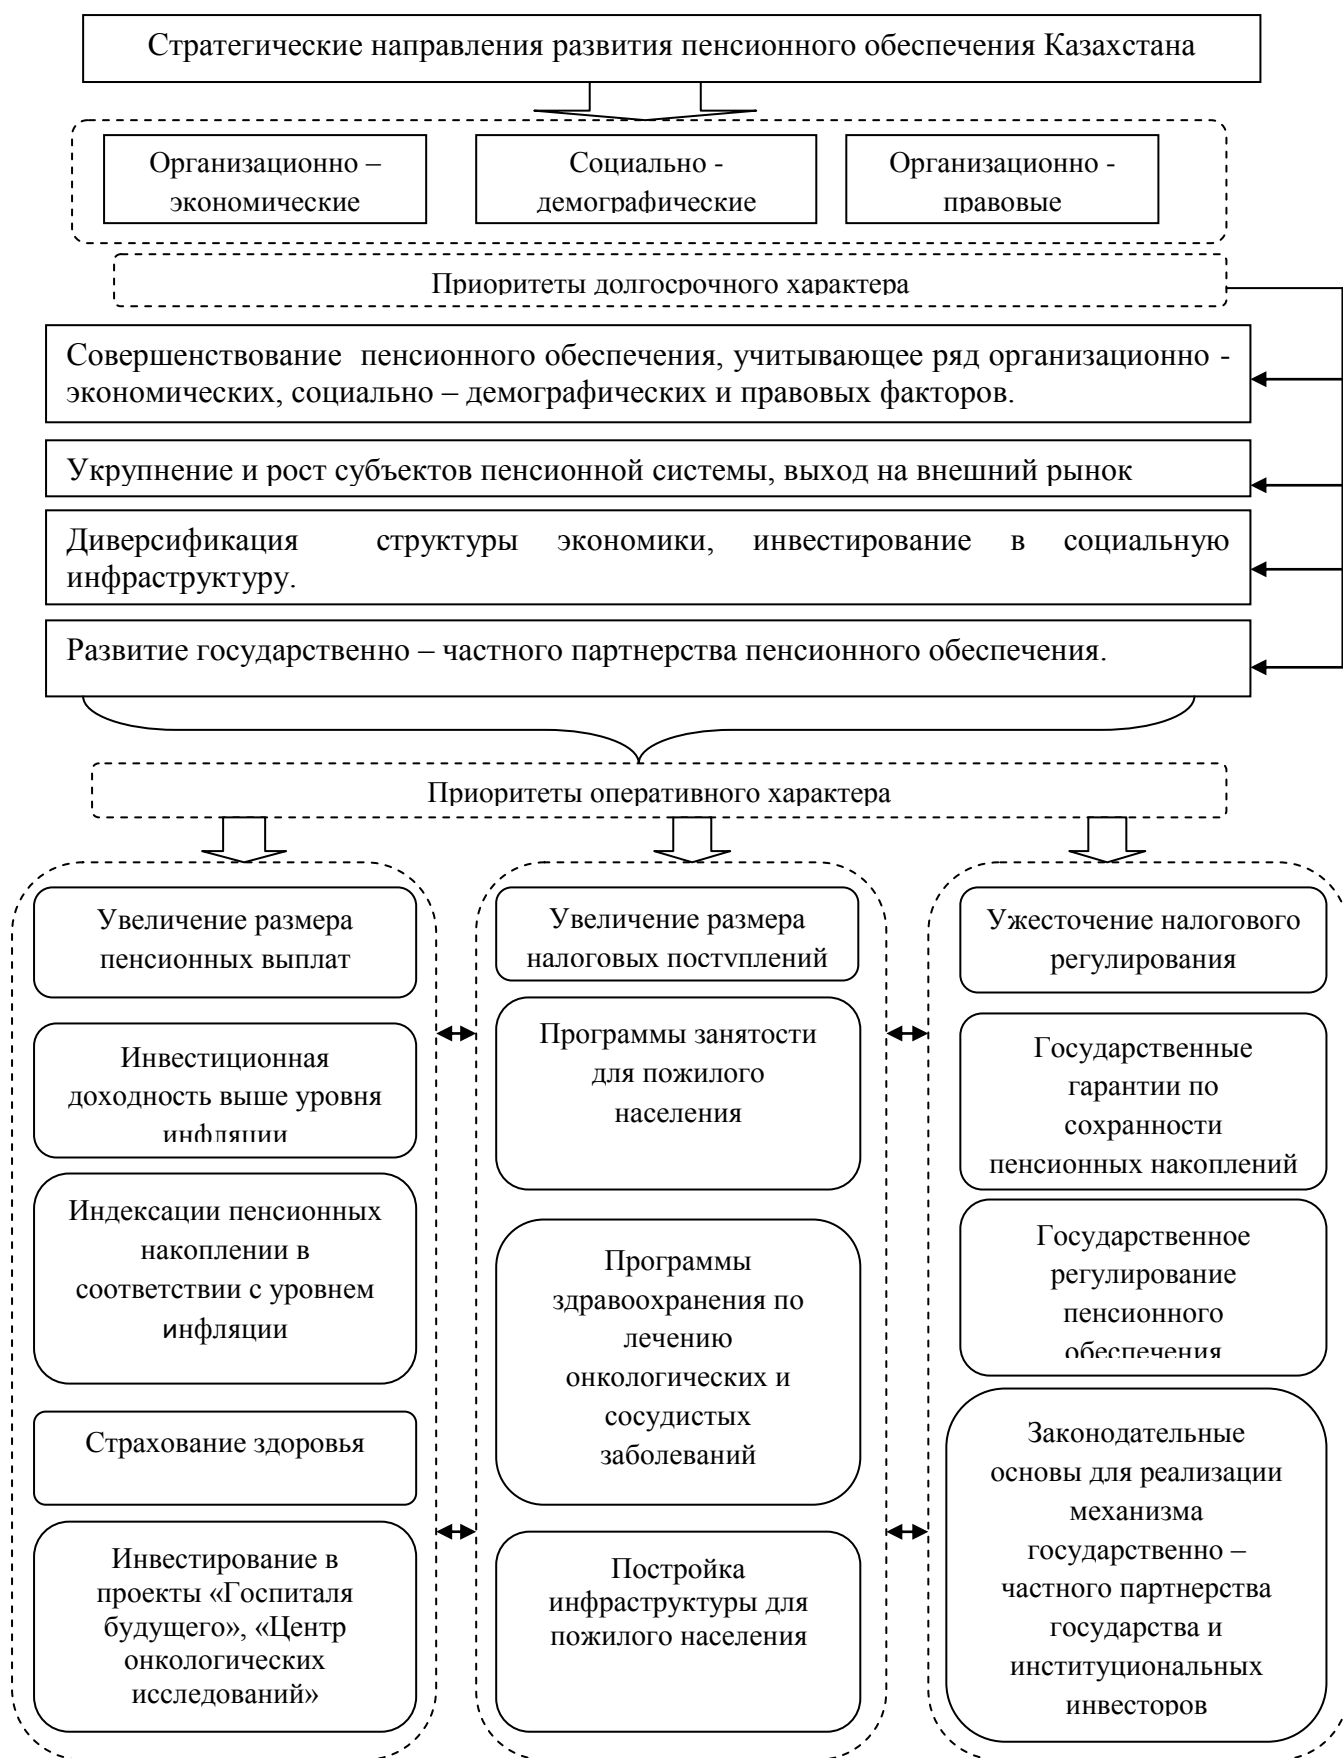 Стратегические направления развития пенсионного обеспечения Казахстана
Организационно –
экономические
Социально -
демографические
Организационно -
правовые
Приоритеты долгосрочного характера
Совершенствование пенсионного обеспечения, учитывающее ряд организационно -
экономических, социально – демографических и правовых факторов.
Укрупнение и рост субъектов пенсионной системы, выход на внешний рынок
Диверсификация структуры экономики, инвестирование в социальную
инфраструктуру.
Развитие государственно – частного партнерства пенсионного обеспечения.
Приоритеты оперативного характера
Увеличение размера
пенсионных выплат
Инвестиционная
доходность выше уровня
инфляции
Индексации пенсионных
накоплении в
соответствии с уровнем
инфляции
Страхование здоровья
Инвестирование в
проекты «Госпиталя
будущего», «Центр
онкологических
исследований»
Увеличение размера
налоговых поступлений
Программы занятости
для пожилого
населения
Программы
здравоохранения по
лечению
онкологических и
сосудистых
заболеваний
Постройка
инфраструктуры для
пожилого населения
Ужесточение налогового
регулирования
Государственные
гарантии по
сохранности
пенсионных накоплений
Государственное
регулирование
пенсионного
обеспечения
Законодательные
основы для реализации
механизма
государственно –
частного партнерства
государства и
институциональных
инвесторов